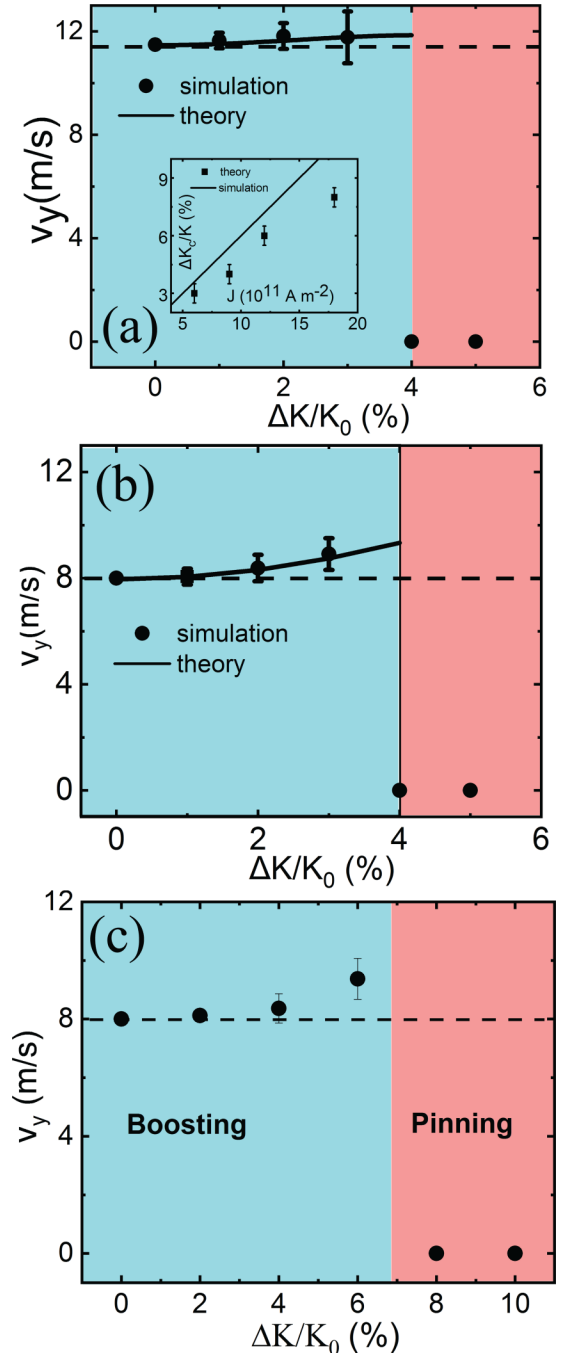 12
8
4
0
v_y(m/s)
simulation
theory
9
6
3
ΔK_c/K (%)
theory
simulation
J (10^11 A m^-2)
5 10 15 20
(a)
0 2 4 6
ΔK/K_0 (%)
(b)
12
8
4
0
v_y(m/s)
simulation
theory
0 2 4 6
ΔK/K_0 (%)
(c)
12
8
4
0
v_y (m/s)
Boosting Pinning
0 2 4 6 8 10
ΔK/K_0 (%)